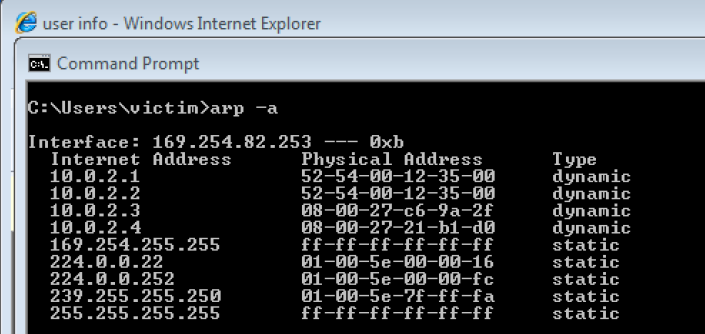 user info - Windows Internet Explorer
Command Prompt
C:\Users\victim>arp -a
Interface: 169.254.82.253 --- 0xb
Internet Address Physical Address Type
10.0.2.1 52-54-00-12-35-00 dynamic
10.0.2.2 52-54-00-12-35-00 dynamic
10.0.2.3 08-00-27-c6-9a-2f dynamic
10.0.2.4 08-00-27-21-b1-d0 dynamic
169.254.255.255 ff-ff-ff-ff-ff-ff static
224.0.0.22 01-00-5e-00-00-16 static
224.0.0.252 01-00-5e-00-00-fc static
239.255.255.250 01-00-5e-7f-ff-fa static
255.255.255.255 ff-ff-ff-ff-ff-ff static